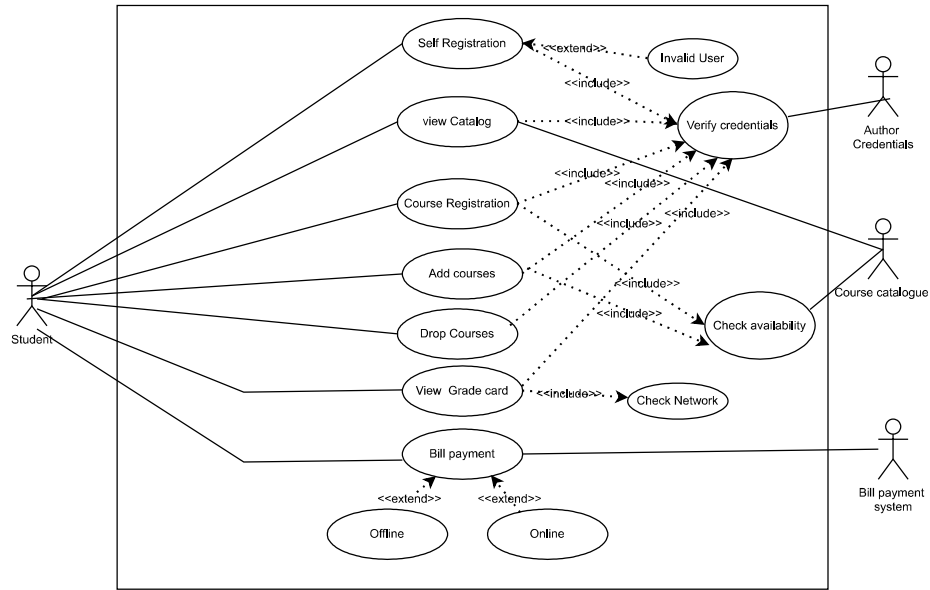 Self Registration
<<extend>>
Invalid User
<<include>>
view Catalog
<<include>>
Verify credentials
Author
Credentials
<<include>>
<<include>>
Course Registration
<<include>>
<<include>>
Add courses
<<include>>
Course catalogue
<<include>>
Student
Drop Courses
Check availability
View  Grade card
<<include>>
Check Network
Bill payment
<<extend>>
<<extend>>
Bill payment
system
Offline
Online